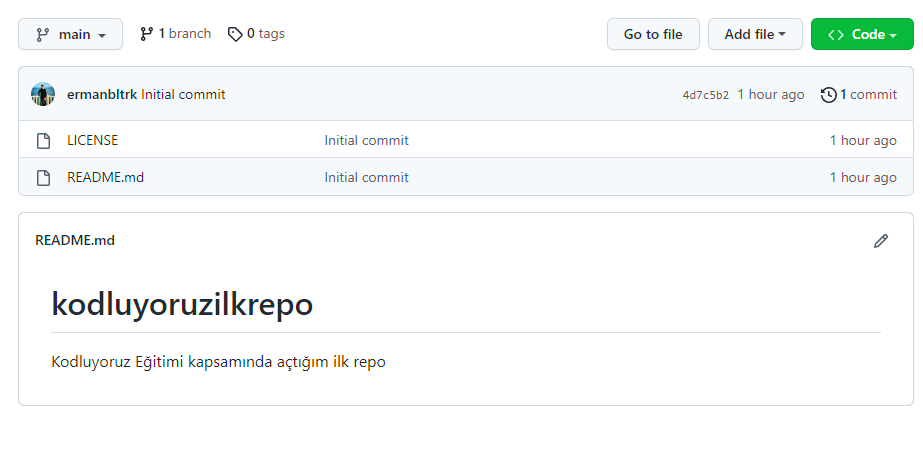 main 1 branch 0 tags Go to file Add file Code
ermanbltrk Initial commit 4d7c5b2 1 hour ago 1 commit
LICENSE Initial commit 1 hour ago
README.md Initial commit 1 hour ago
README.md
kodluyoruzilkrepo
Kodluyoruz Eğitimi kapsamında açtığım ilk repo